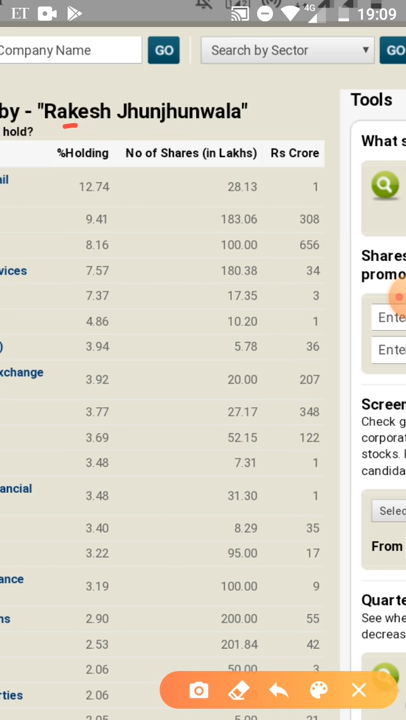 ET 4G 19:09
Company Name GO Search by Sector GO
by - "Rakesh Jhunjhunwala"
hold?
Tools
%Holding No of Shares (in Lakhs) Rs Crore
What s
ail 12.74 28.13 1
9.41 183.06 308
8.16 100.00 656
Shares
promo
vices 7.57 180.38 34
7.37 17.35 3
Ente
4.86 10.20 1
) 3.94 5.78 36
Ente
xchange 3.92 20.00 207
Screen
3.77 27.17 348
Check g
corporat
stocks. I
candida
3.69 52.15 122
3.48 7.31 1
ancial 3.48 31.30 1
Selec
3.40 8.29 35
From
3.22 95.00 17
ance 3.19 100.00 9
Quarte
See whe
decreas
ns 2.90 200.00 55
2.53 201.84 42
2.06 50.00 3
rties 2.06